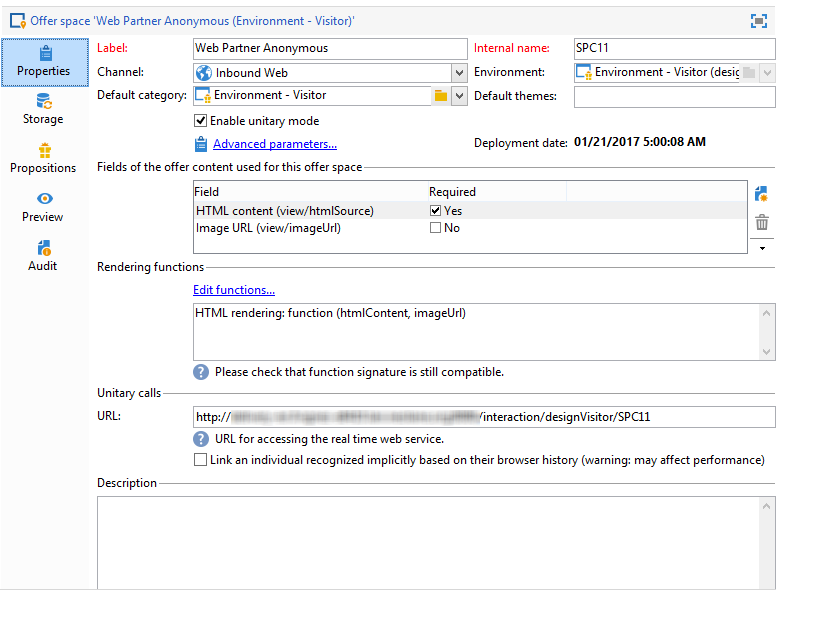 Offer space 'Web Partner Anonymous (Environment - Visitor)'
Properties
Storage
Propositions
Preview
Audit
Label: Web Partner Anonymous Internal name: SPC11
Channel: Inbound Web Environment: Environment - Visitor (desig
Default category: Environment - Visitor Default themes:
Enable unitary mode
Advanced parameters... Deployment date: 01/21/2017 5:00:08 AM
Fields of the offer content used for this offer space
Field Required
HTML content (view/htmlSource) Yes
Image URL (view/imageUrl) No
Rendering functions
Edit functions...
HTML rendering: function (htmlContent, imageUrl)
Please check that function signature is still compatible.
Unitary calls
URL: http:// /interaction/designVisitor/SPC11
URL for accessing the real time web service.
Link an individual recognized implicitly based on their browser history (warning: may affect performance)
Description